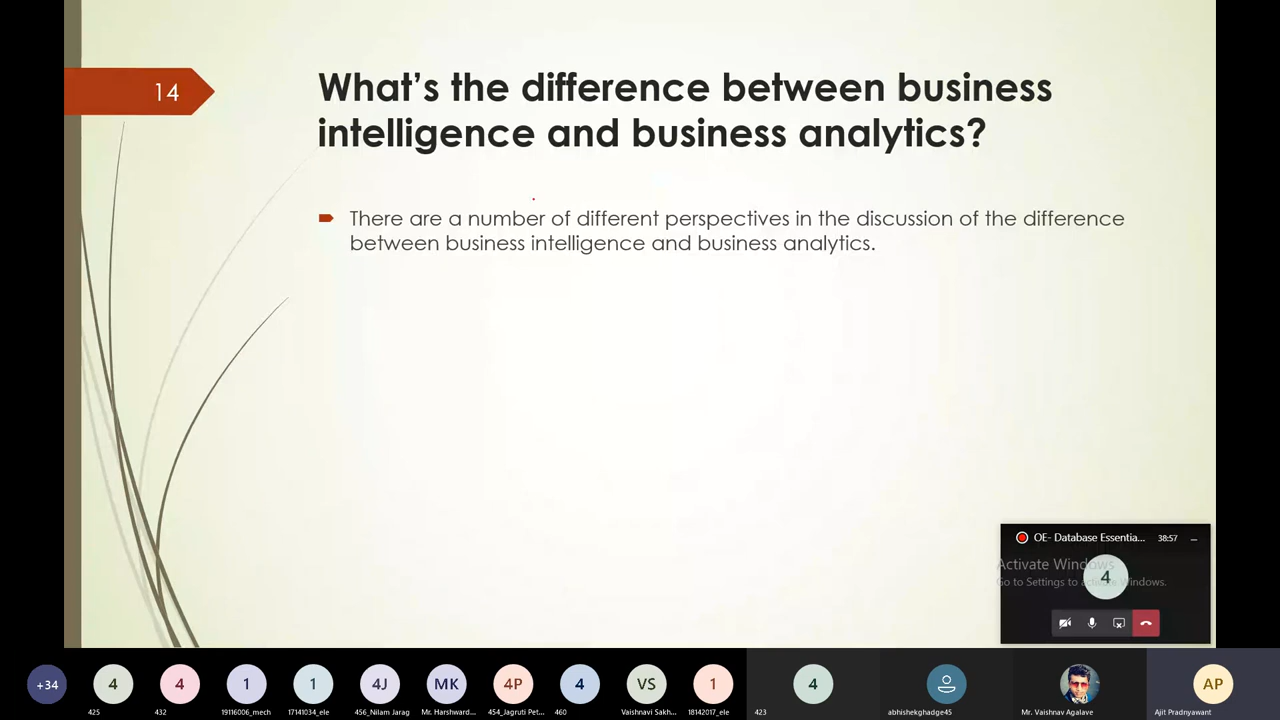 14
What's the difference between business
intelligence and business analytics?
There are a number of different perspectives in the discussion of the difference
between business intelligence and business analytics.
OE- Database Essentia... 38:57
Activate Windows
Go to Settings to activate Windows.
4
+34
4
4
1
1
4J
MK
4P
4
VS
1
4
AP
425
432
19116006_mech
17141034_ele
456_Nilam Jarag
Mr. Harshward...
454_Jagruti Pet...
460
Vaishnavi Sakh...
18142017_ele
423
abhishekghadge45
Mr. Vaishnav Agalave
Ajit Pradnyawant